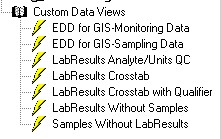 Custom Data Views
EDD for GIS-Monitoring Data
EDD for GIS-Sampling Data
LabResults Analyte/Units QC
LabResults Crosstab
LabResults Crosstab with Qualifier
LabResults Without Samples
Samples Without LabResults